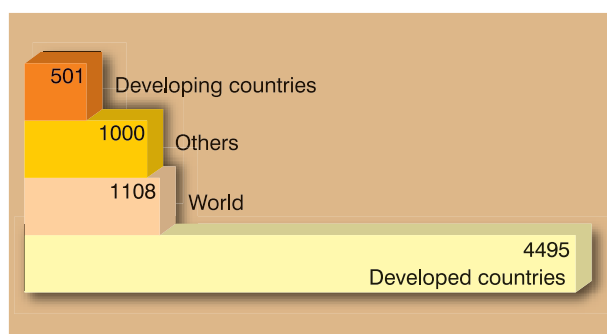 501
Developing countries
1000
Others
1108
World
4495
Developed countries